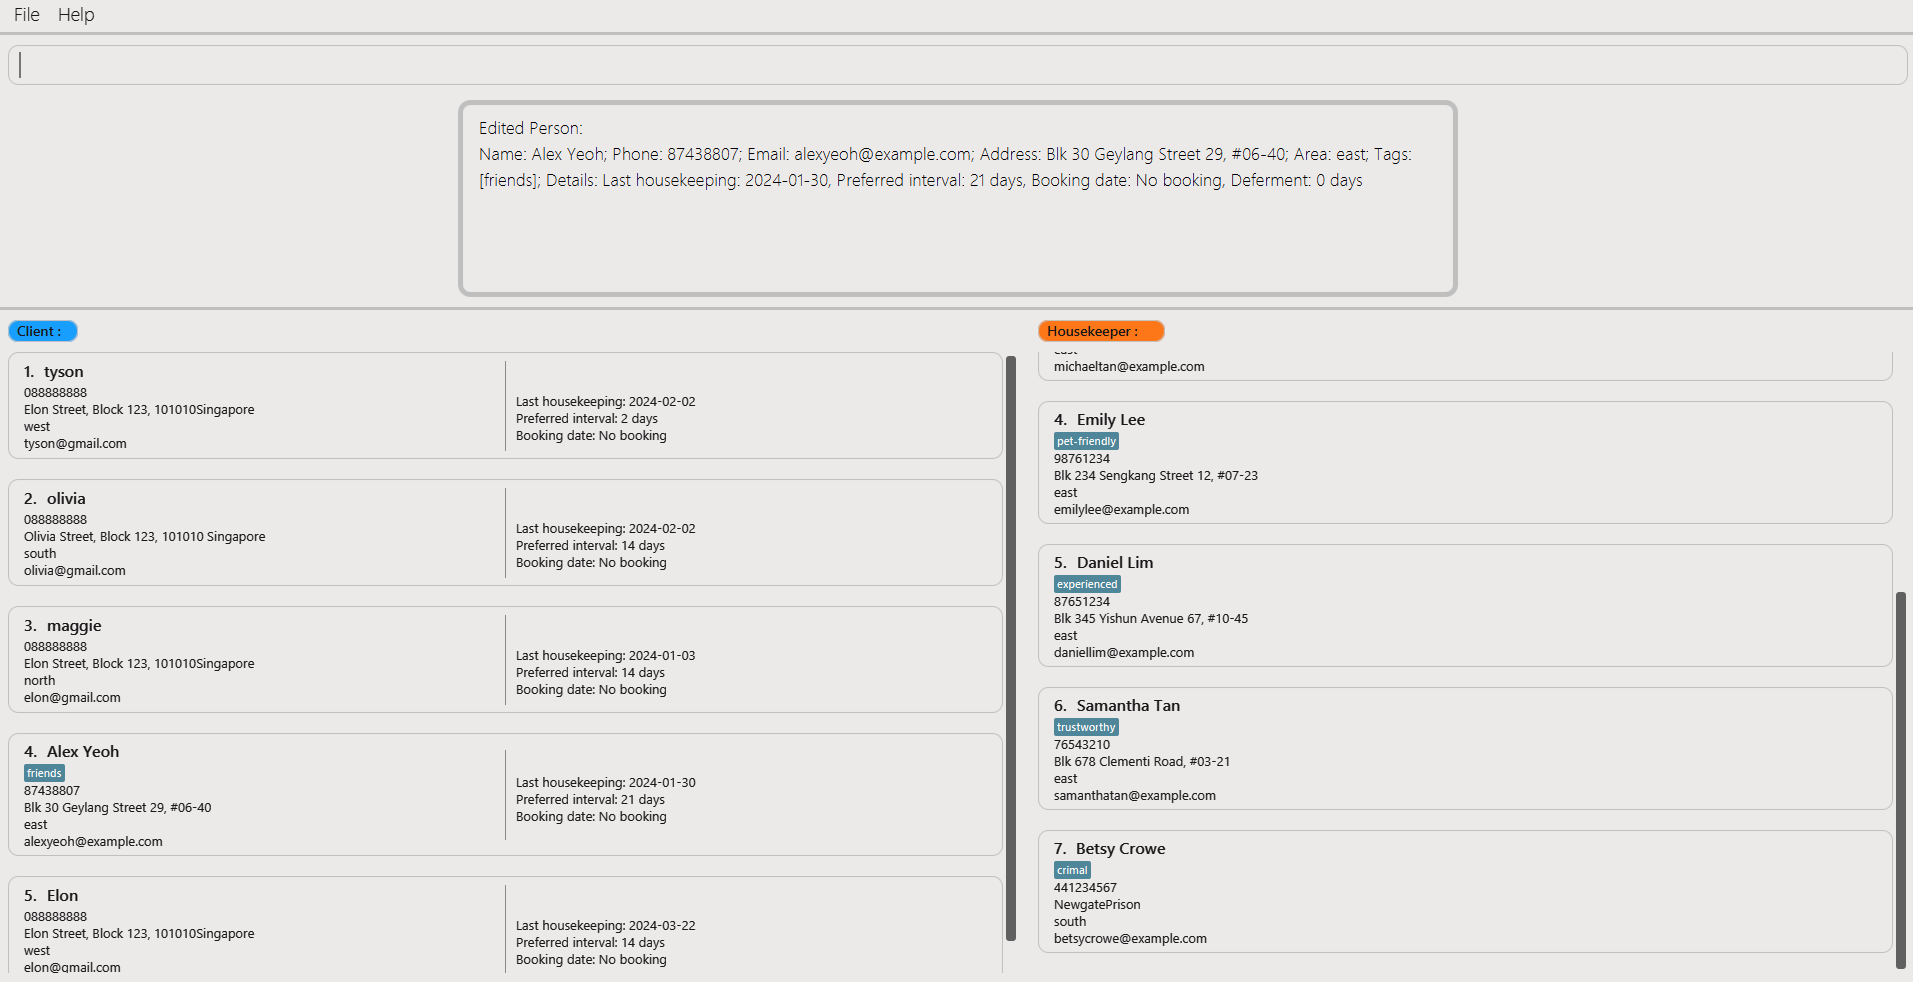 File Help
Edited Person:
Name: Alex Yeoh; Phone: 87438807; Email: alexyeoh@example.com; Address: Blk 30 Geylang Street 29, #06-40; Area: east; Tags:
[friends]; Details: Last housekeeping: 2024-01-30, Preferred interval: 21 days, Booking date: No booking, Deferment: 0 days
Client :
1. tyson
088888888
Elon Street, Block 123, 101010Singapore
west
tyson@gmail.com
Last housekeeping: 2024-02-02
Preferred interval: 2 days
Booking date: No booking
2. olivia
088888888
Olivia Street, Block 123, 101010 Singapore
south
olivia@gmail.com
Last housekeeping: 2024-02-02
Preferred interval: 14 days
Booking date: No booking
3. maggie
088888888
Elon Street, Block 123, 101010Singapore
north
elon@gmail.com
Last housekeeping: 2024-01-03
Preferred interval: 14 days
Booking date: No booking
4. Alex Yeoh
friends
87438807
Blk 30 Geylang Street 29, #06-40
east
alexyeoh@example.com
Last housekeeping: 2024-01-30
Preferred interval: 21 days
Booking date: No booking
5. Elon
088888888
Elon Street, Block 123, 101010Singapore
west
elon@gmail.com
Last housekeeping: 2024-03-22
Preferred interval: 14 days
Booking date: No booking
Housekeeper :
east
michaeltan@example.com
4. Emily Lee
pet-friendly
98761234
Blk 234 Sengkang Street 12, #07-23
east
emilylee@example.com
5. Daniel Lim
experienced
87651234
Blk 345 Yishun Avenue 67, #10-45
east
daniellim@example.com
6. Samantha Tan
trustworthy
76543210
Blk 678 Clementi Road, #03-21
east
samanthatan@example.com
7. Betsy Crowe
crimal
441234567
NewgatePrison
south
betsycrowe@example.com